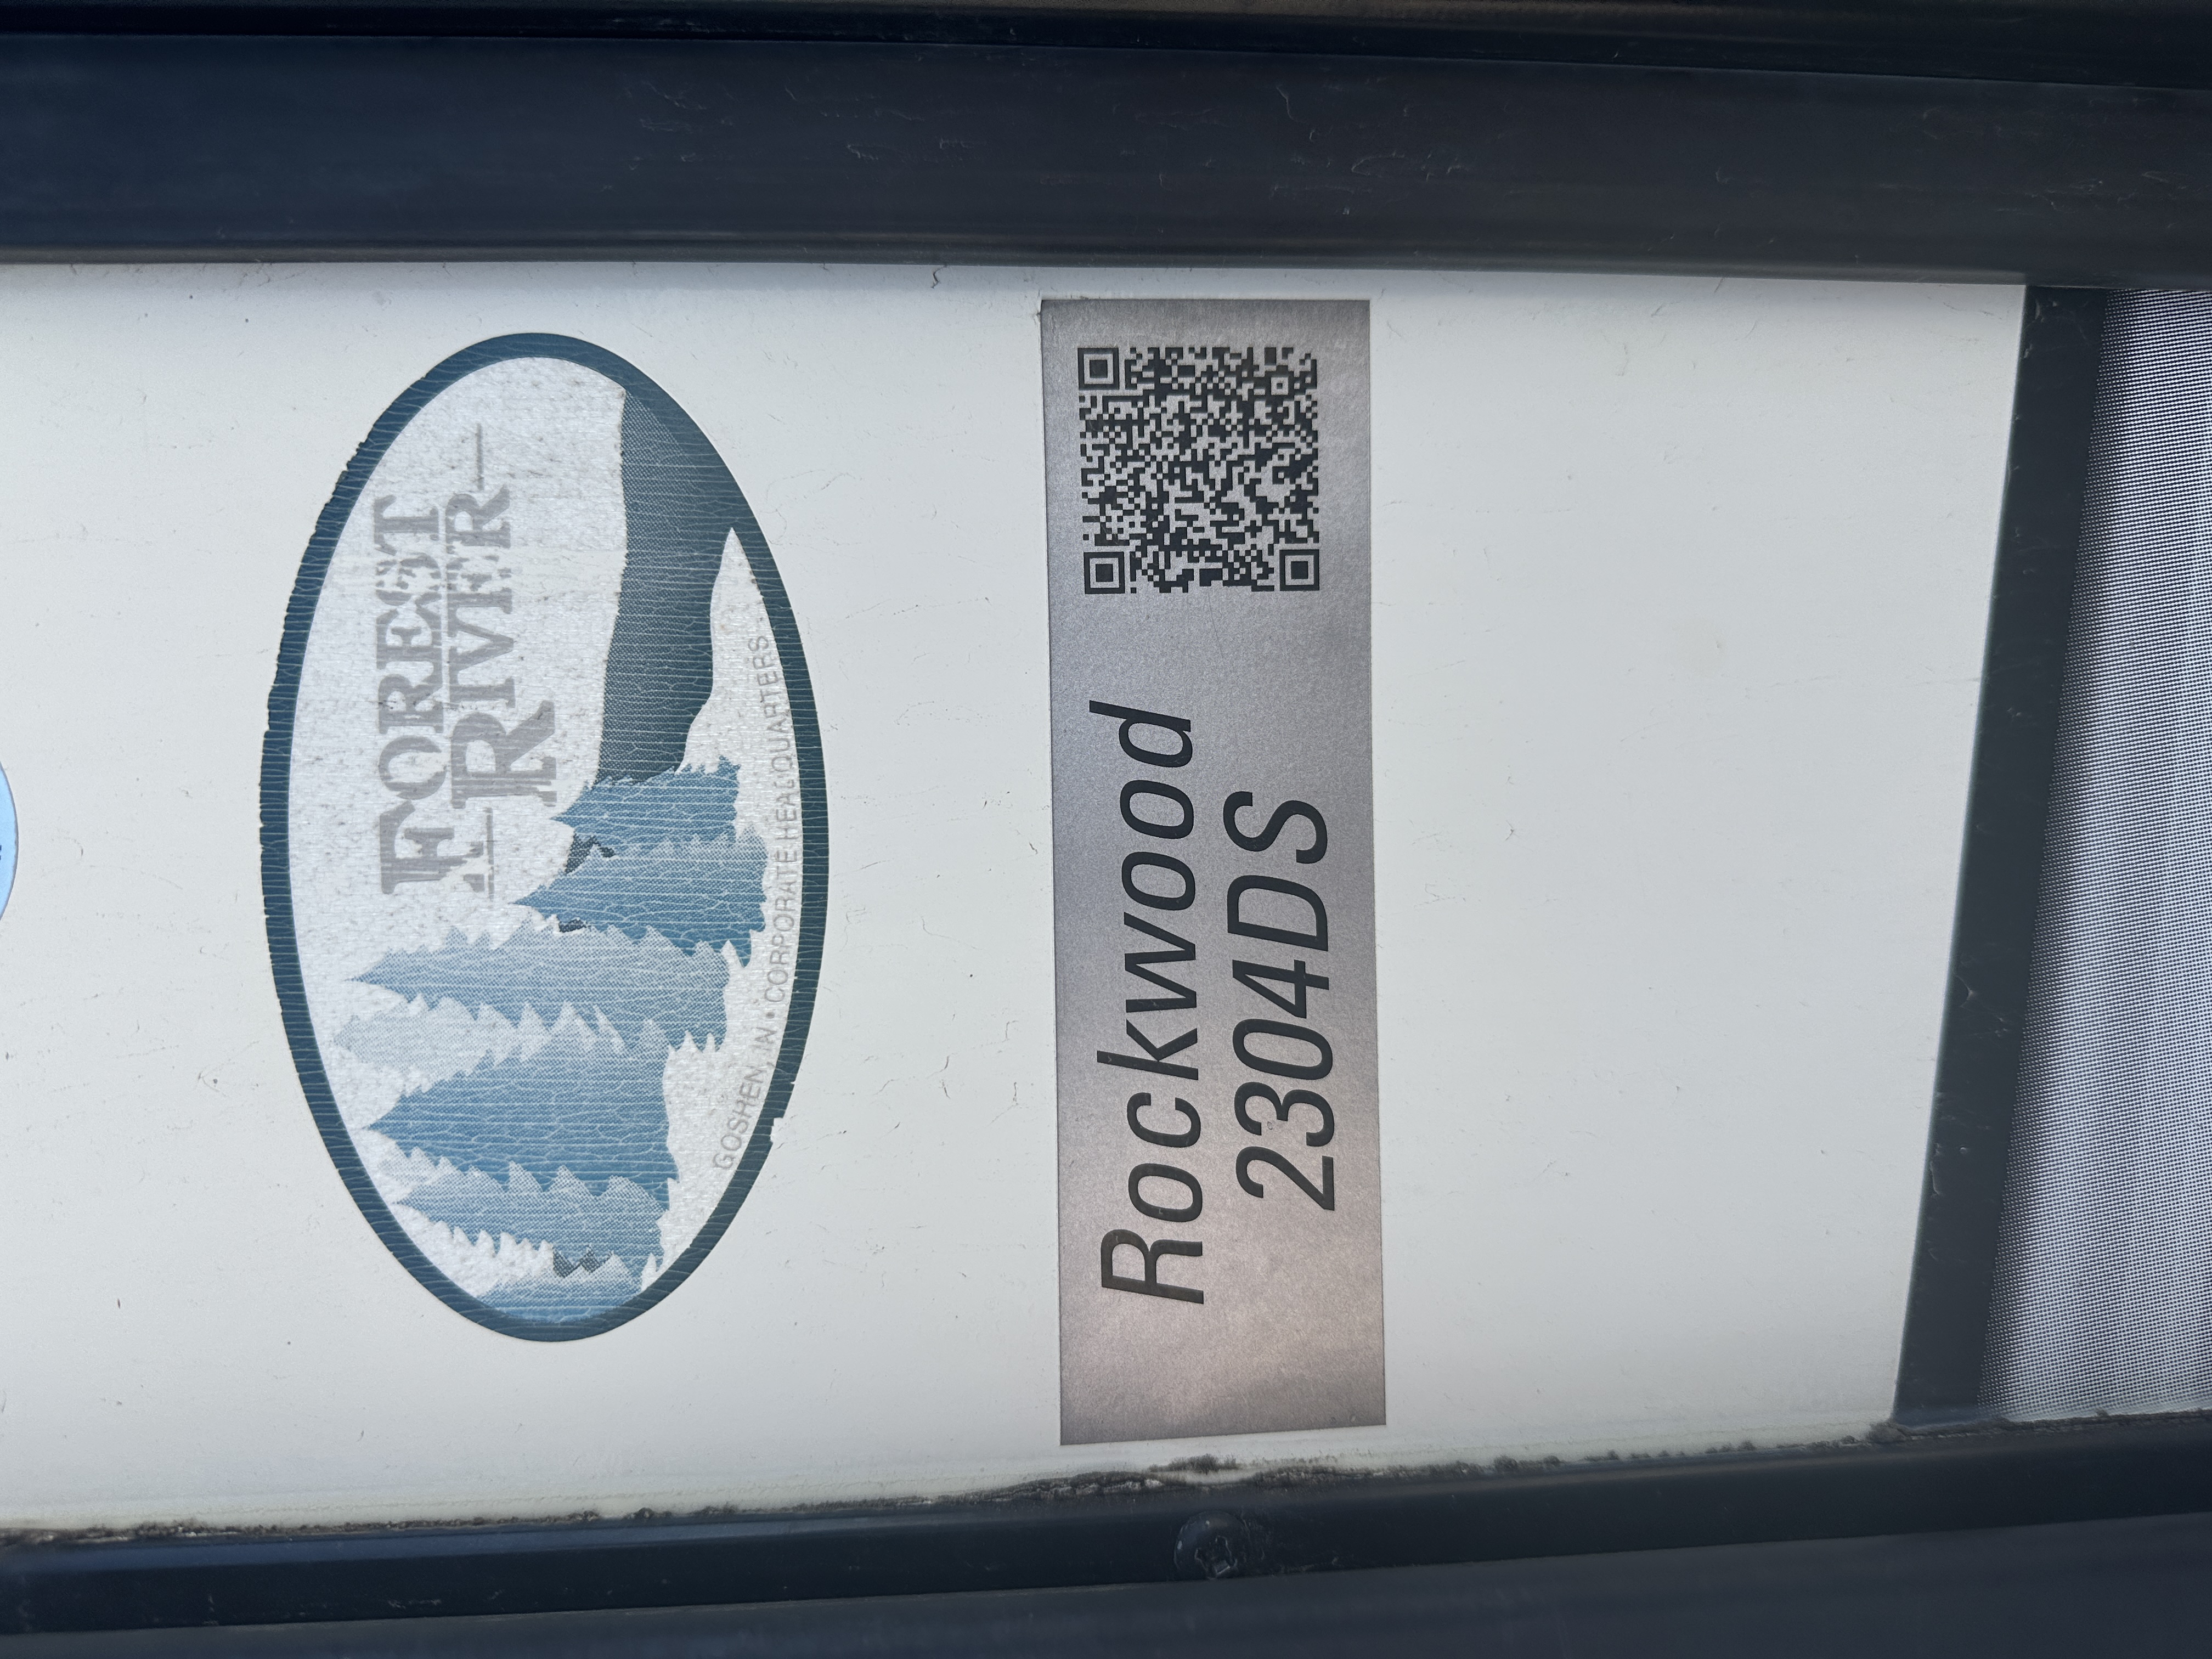 FOREST
RIVER
GOSHEN, IN • CORPORATE HEADQUARTERS
Rockwood
2304DS